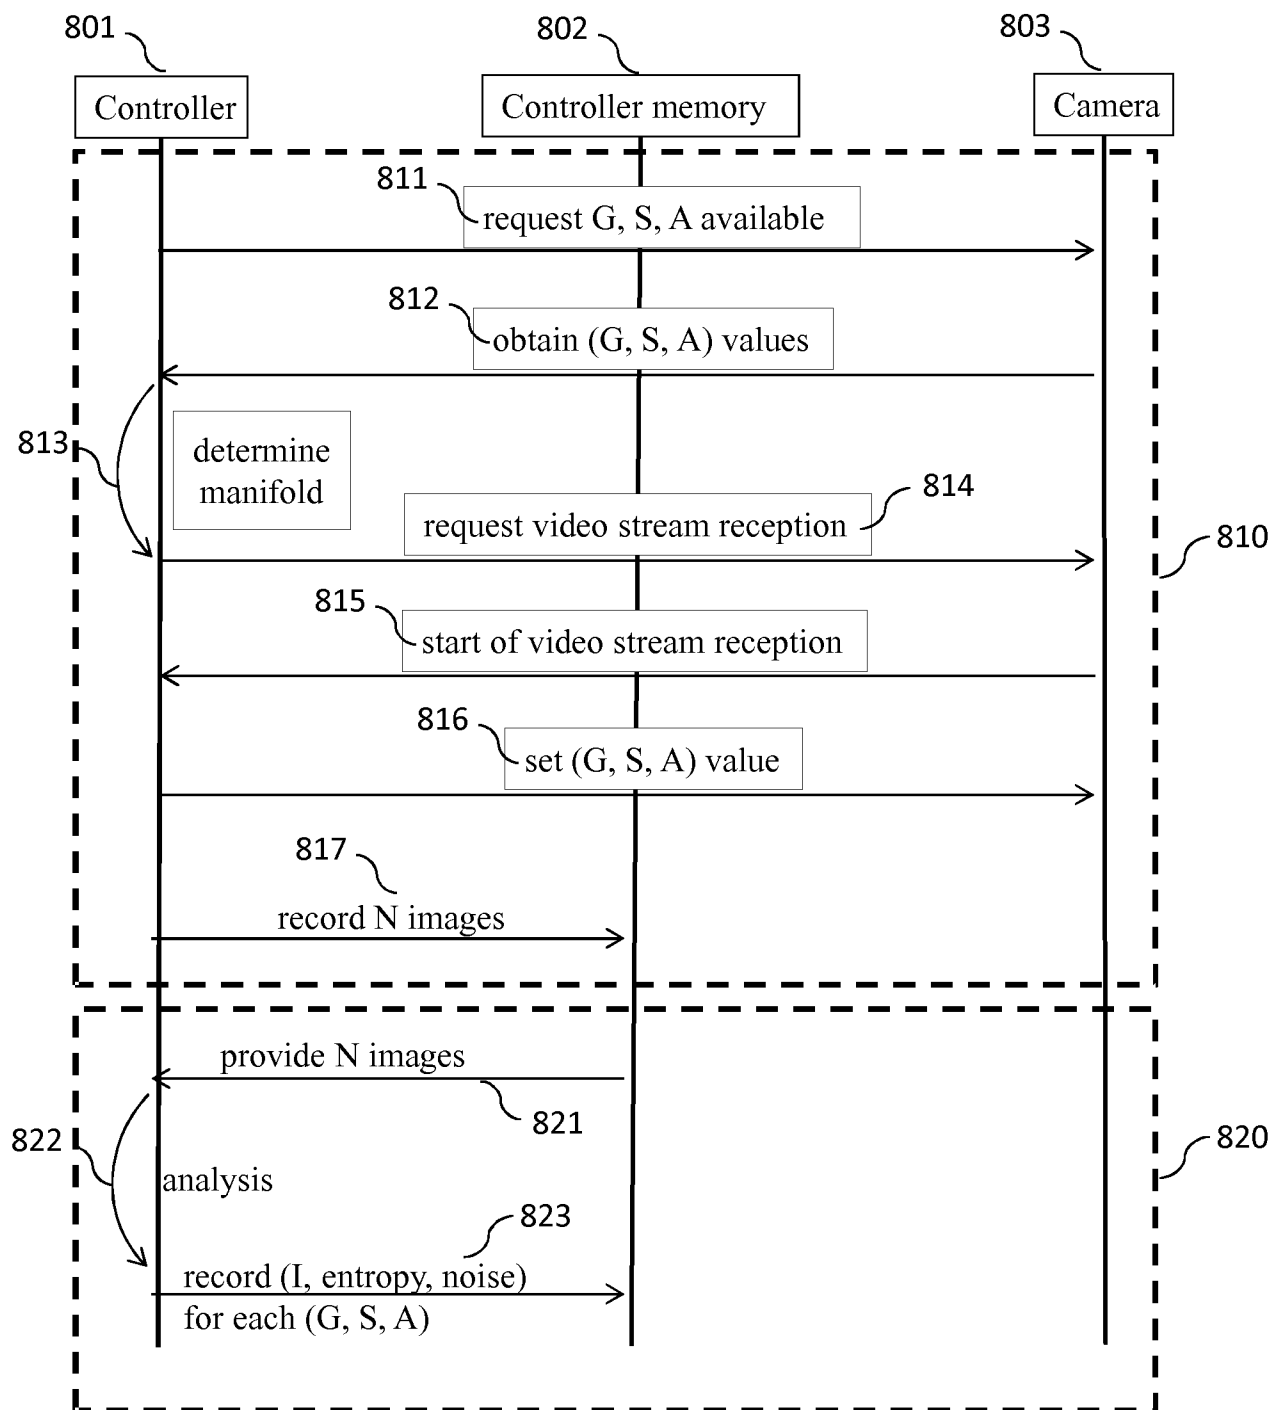 801
802
803
Controller
Controller memory
Camera
811
request G, S, A available
812
obtain (G, S, A) values
813
determine
manifold
814
request video stream reception
810
815
start of video stream reception
816
set (G, S, A) value
817
record N images
provide N images
821
822
820
analysis
823
record (I, entropy, noise)
for each (G, S, A)